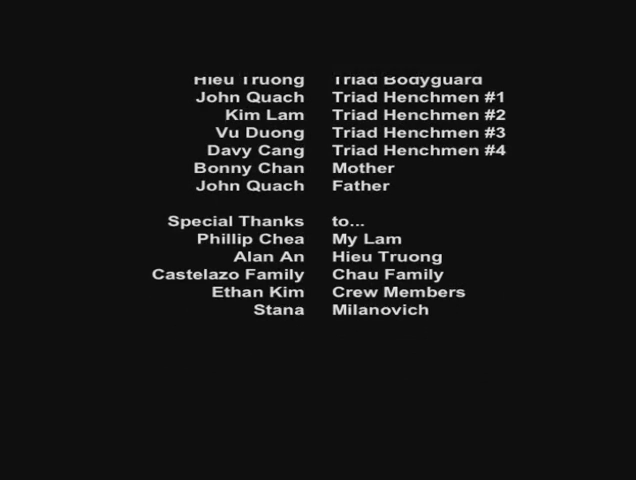 Hieu Truong Triad Bodyguard
John Quach Triad Henchmen #1
Kim Lam Triad Henchmen #2
Vu Duong Triad Henchmen #3
Davy Cang Triad Henchmen #4
Bonny Chan Mother
John Quach Father
Special Thanks to...
Phillip Chea My Lam
Alan An Hieu Truong
Castelazo Family Chau Family
Ethan Kim Crew Members
Stana Milanovich